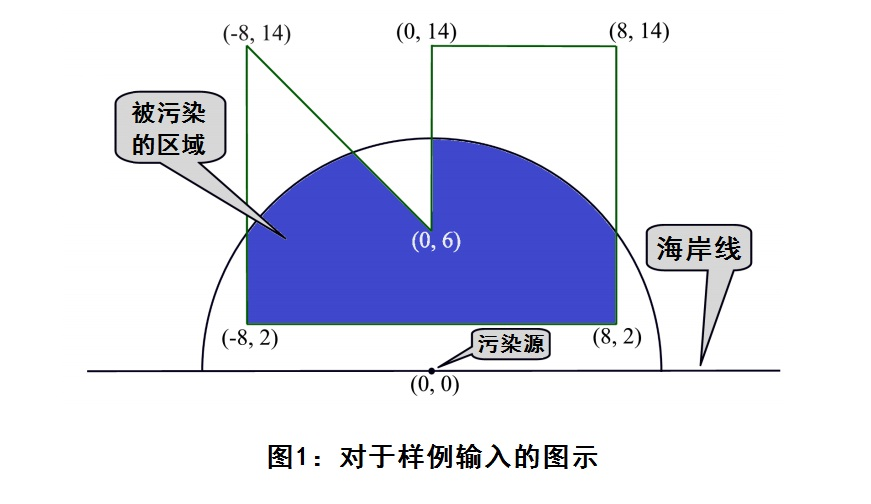 (-8, 14)
(0, 14)
(8, 14)
被污染
的区域
(0, 6)
海岸线
(-8, 2)
污染源
(8, 2)
(0, 0)
图1：对于样例输入的图示